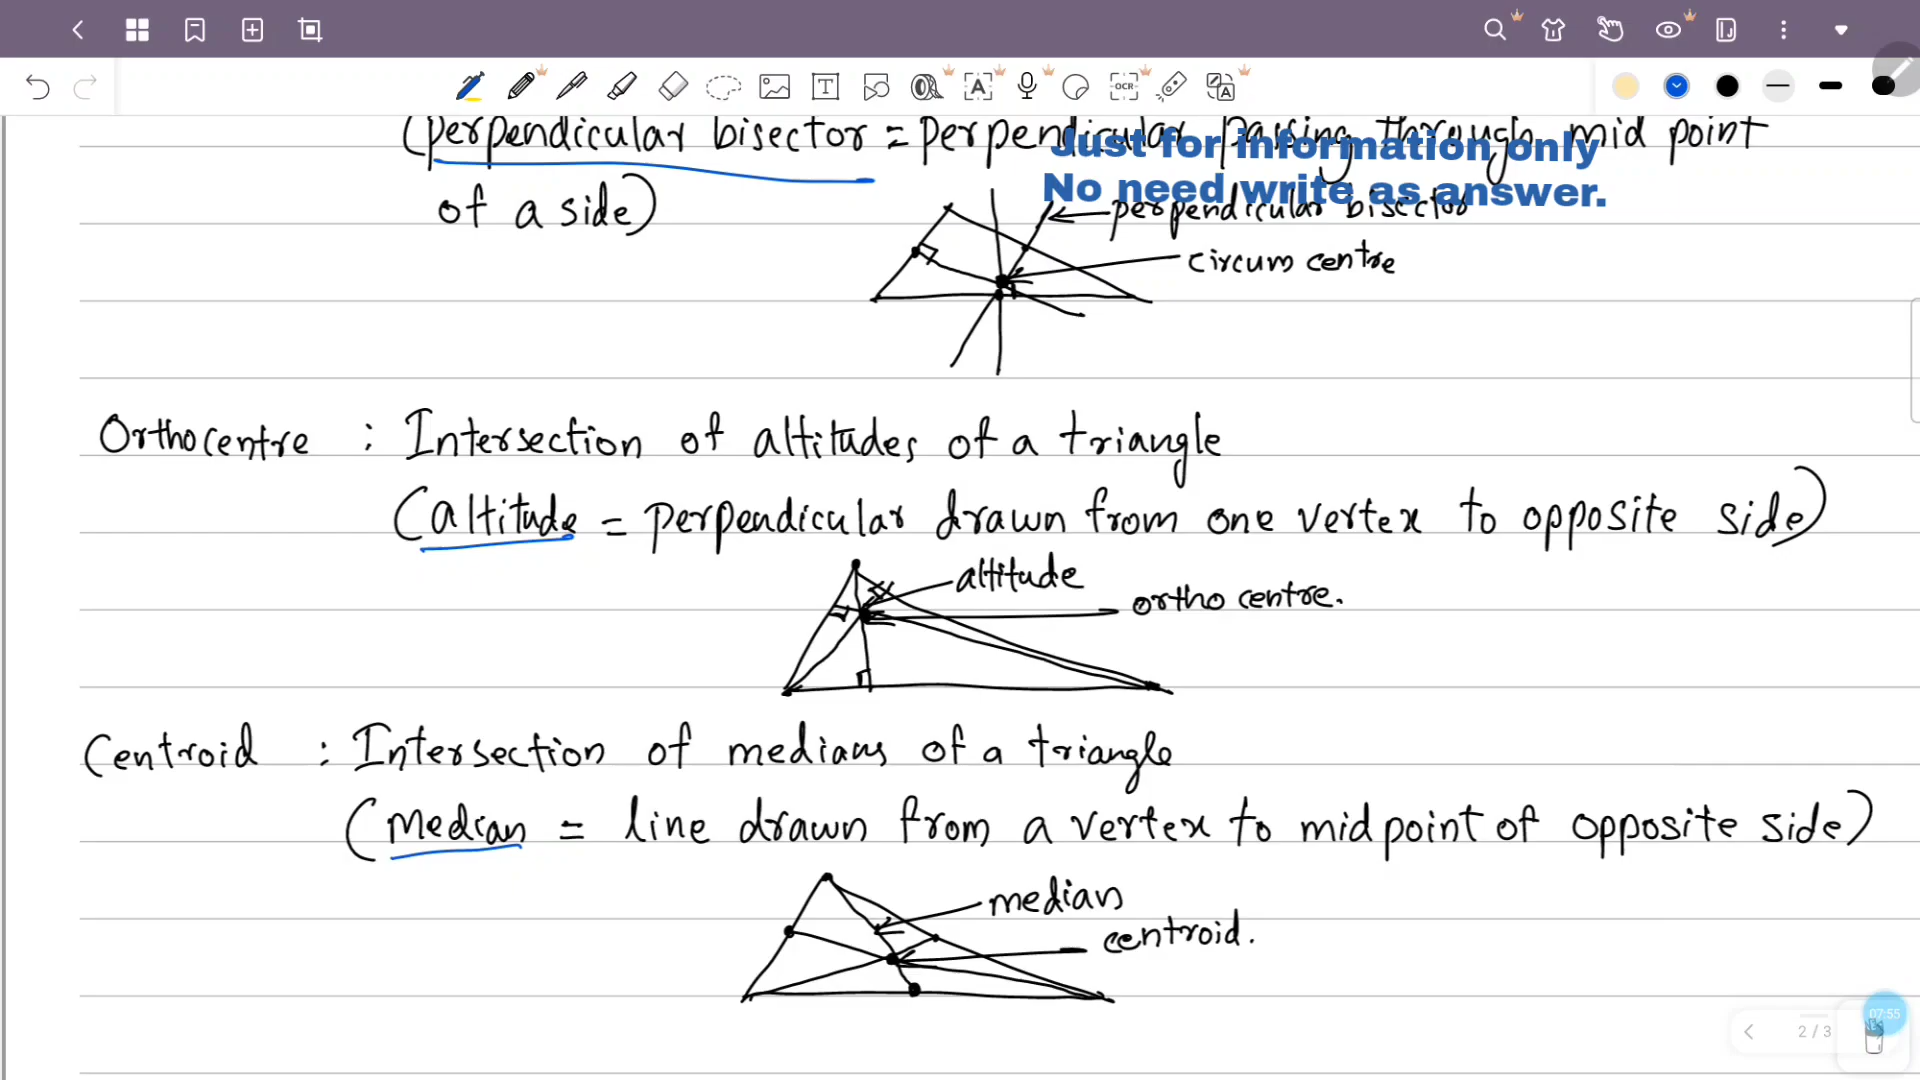 (perpendicular bisector = perpendicular passing through mid point
Just for information only
No need write as answer.
of a side)
perpendicular bisector
circum centre
Orthocentre : Intersection of altitudes of a triangle
(altitude = perpendicular drawn from one vertex to opposite side)
altitude
ortho centre.
Centroid : Intersection of medians of a triangle
(Median = line drawn from a vertex to midpoint of opposite side)
median
centroid.
07:55
2/3